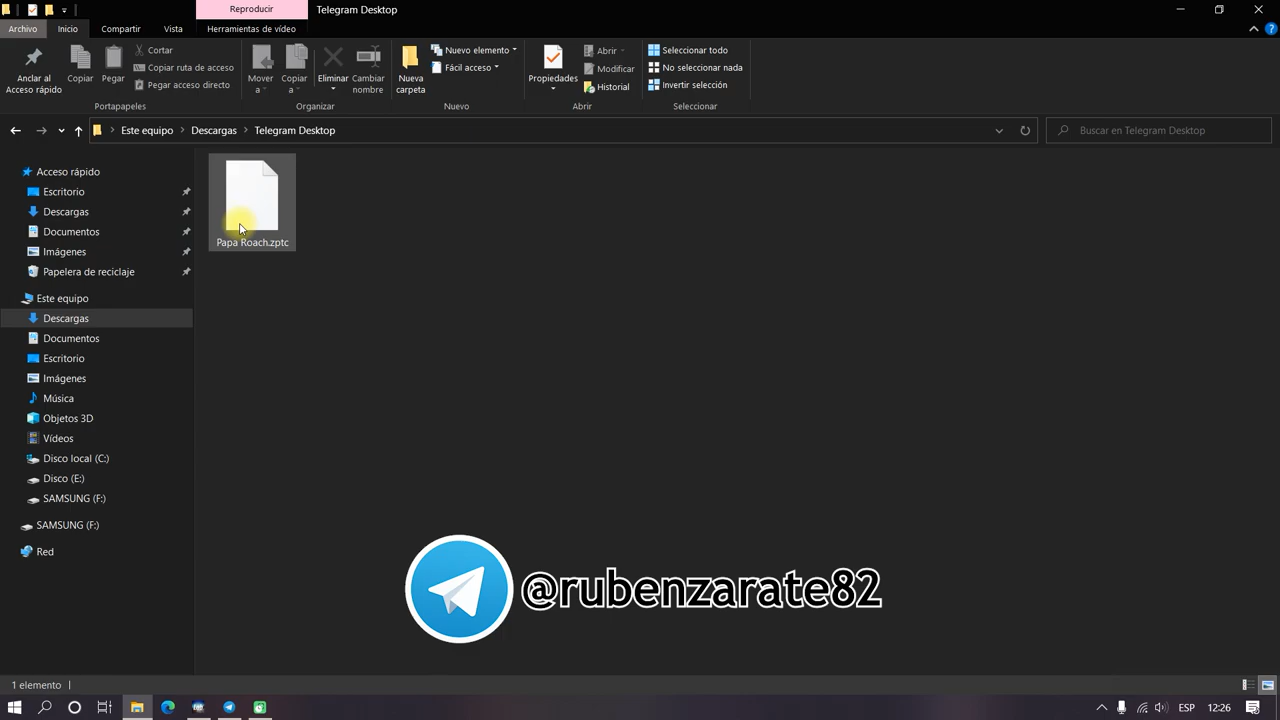 Reproducir
Telegram Desktop
Archivo
Inicio
Compartir
Vista
Herramientas de vídeo
Anclar al
Acceso rápido
Copiar
Pegar
Cortar
Copiar ruta de acceso
Pegar acceso directo
Portapapeles
Mover
a
Copiar
a
Eliminar
Cambiar
nombre
Organizar
Nueva
carpeta
Nuevo elemento
Fácil acceso
Nuevo
Propiedades
Abrir
Modificar
Historial
Abrir
Seleccionar todo
No seleccionar nada
Invertir selección
Seleccionar
Este equipo
Descargas
Telegram Desktop
Buscar en Telegram Desktop
Acceso rápido
Escritorio
Descargas
Documentos
Imágenes
Papelera de reciclaje
Este equipo
Descargas
Documentos
Escritorio
Imágenes
Música
Objetos 3D
Vídeos
Disco local (C:)
Disco (E:)
SAMSUNG (F:)
SAMSUNG (F:)
Red
Papa Roach.zptc
@rubenzarate82
1 elemento
ESP
12:26